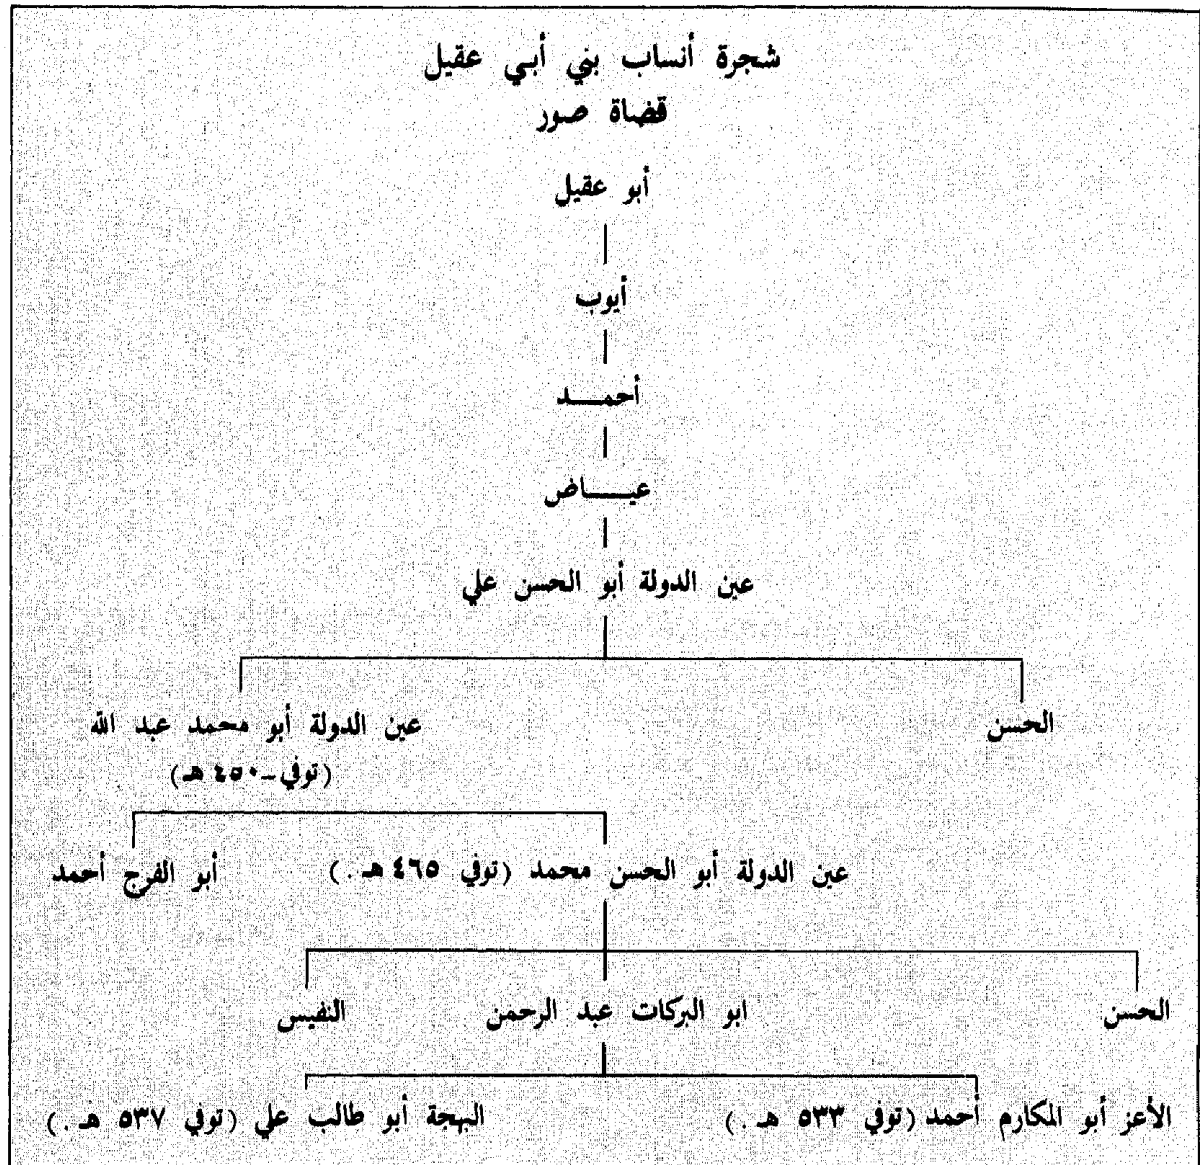 شجرة أنساب بني أبي عقيل
قضاة صور
أبو عقيل
أيوب
أحمــد
عيــاض
عين الدولة أبو الحسن علي
الحسن
عين الدولة أبو محمد عبد الله
(توفي ـ ٤٥٠ هـ)
عين الدولة أبو الحسن محمد (توفي ٤٦٥ هـ .)
أبو الفرج أحمد
الحسن
ابو البركات عبد الرحمن
النفيس
الأعز أبو المكارم أحمد (توفي ٥٣٣ هـ .)
البهجة أبو طالب علي (توفي ٥٣٧ هـ .)